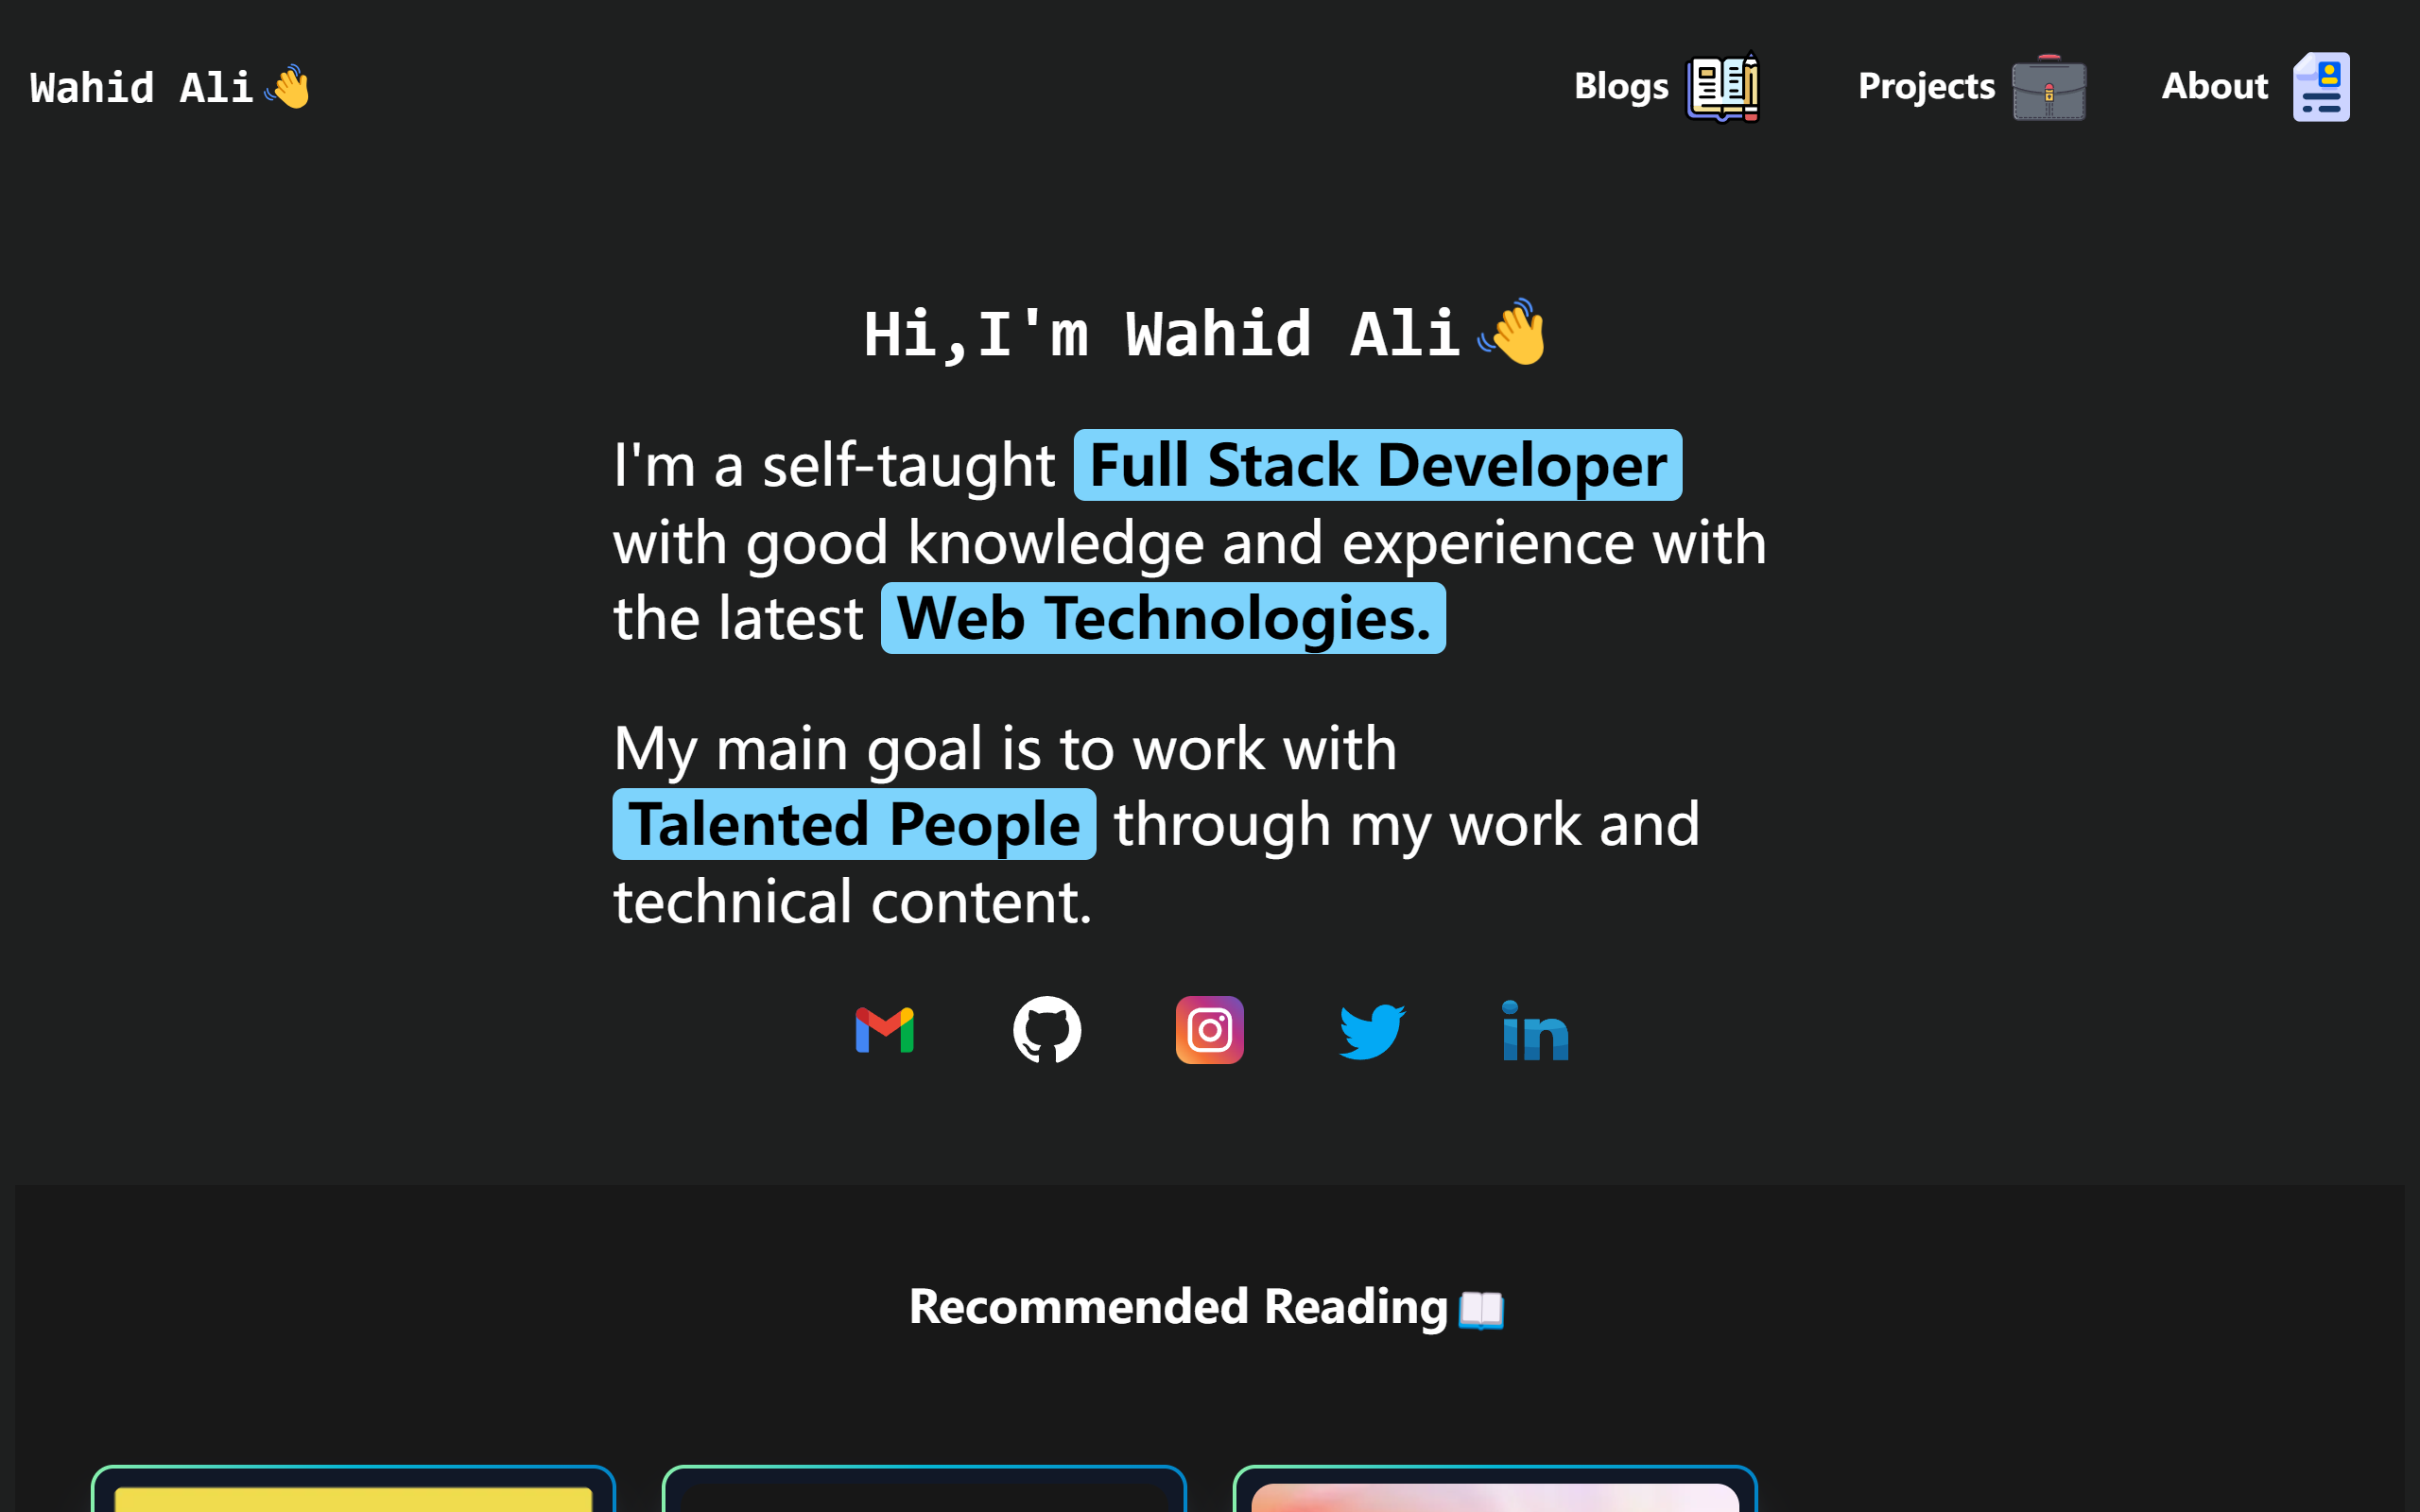 Wahid Ali👋
Blogs
Projects
About
Hi,I'm Wahid Ali👋
I'm a self-taught Full Stack Developer
with good knowledge and experience with
the latest Web Technologies.
My main goal is to work with
Talented People through my work and
technical content.
Recommended Reading📖